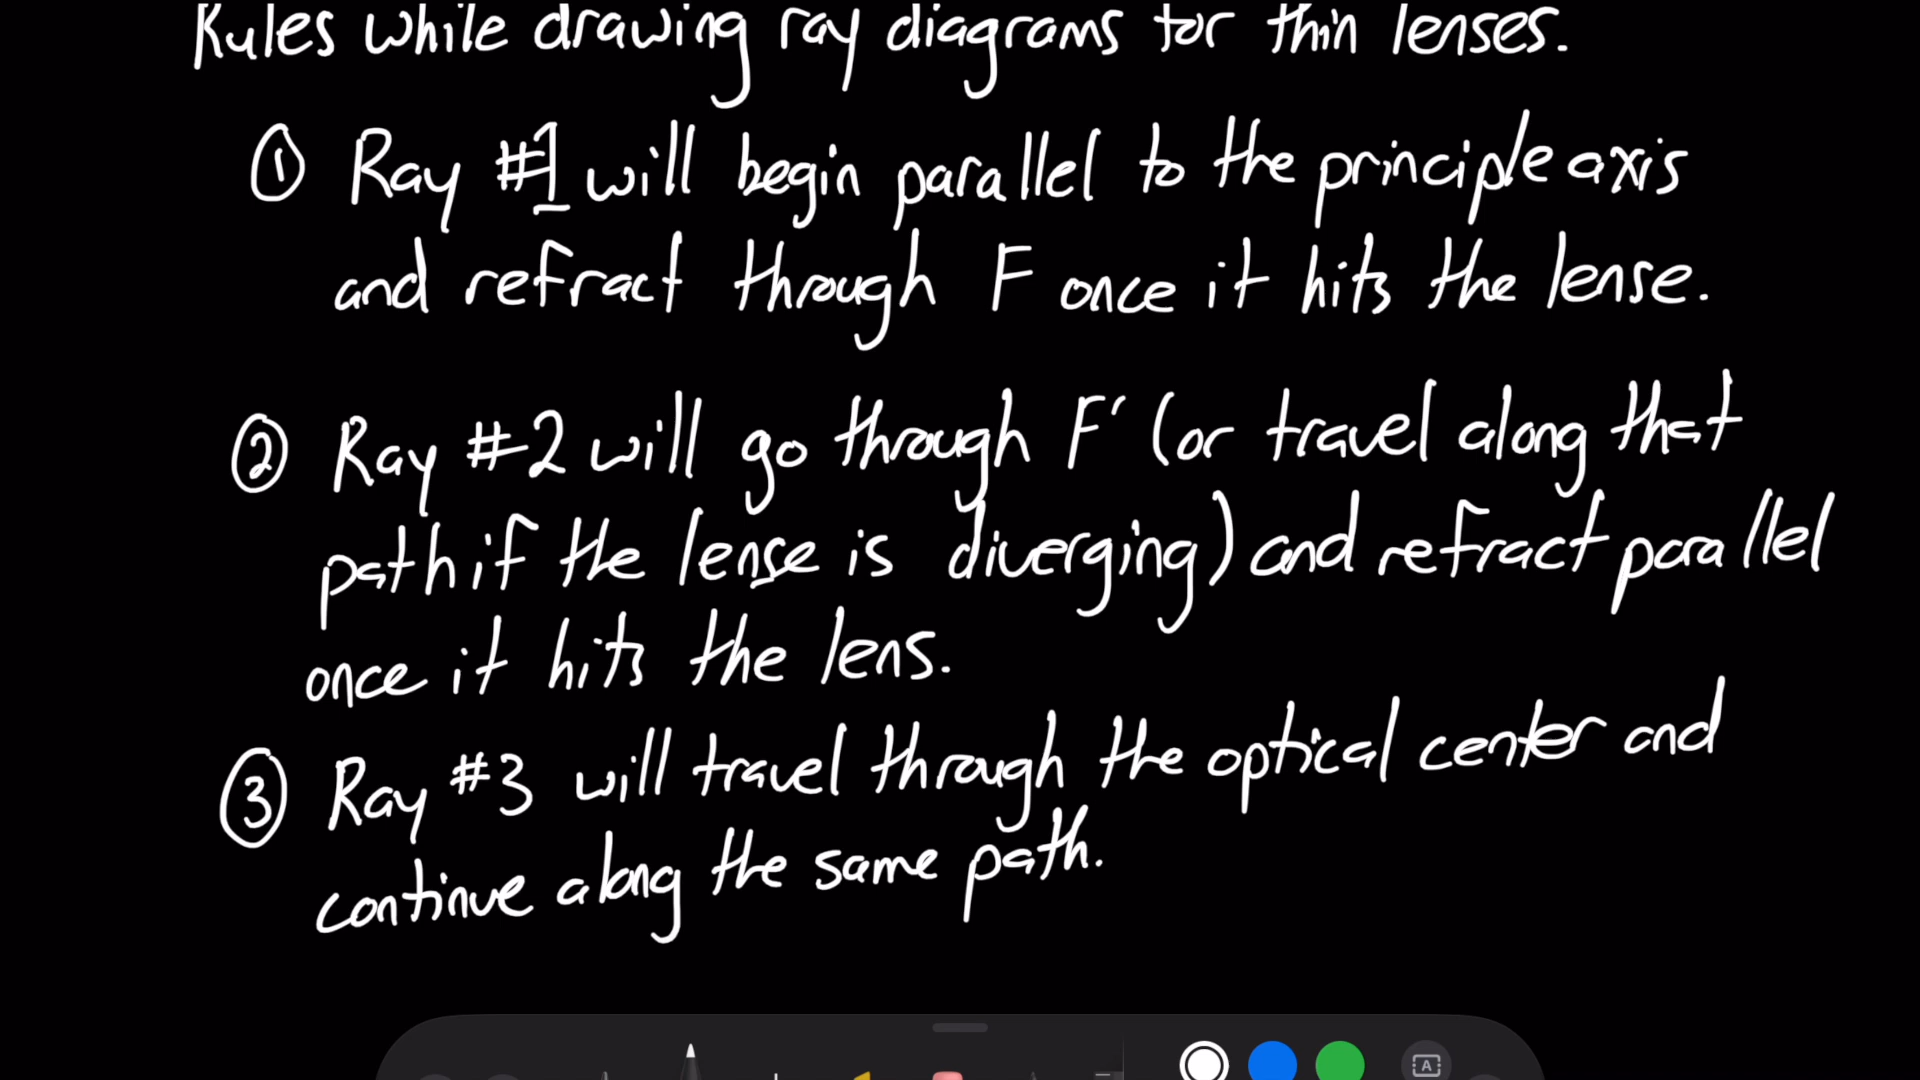 Rules while drawing ray diagrams for thin lenses.
① Ray #1 will begin parallel to the principle axis
and refract through F once it hits the lense.
② Ray #2 will go through F' (or travel along that
path if the lense is diverging) and refract parallel
once it hits the lens.
③ Ray #3 will travel through the optical center and
continue along the same path.
A